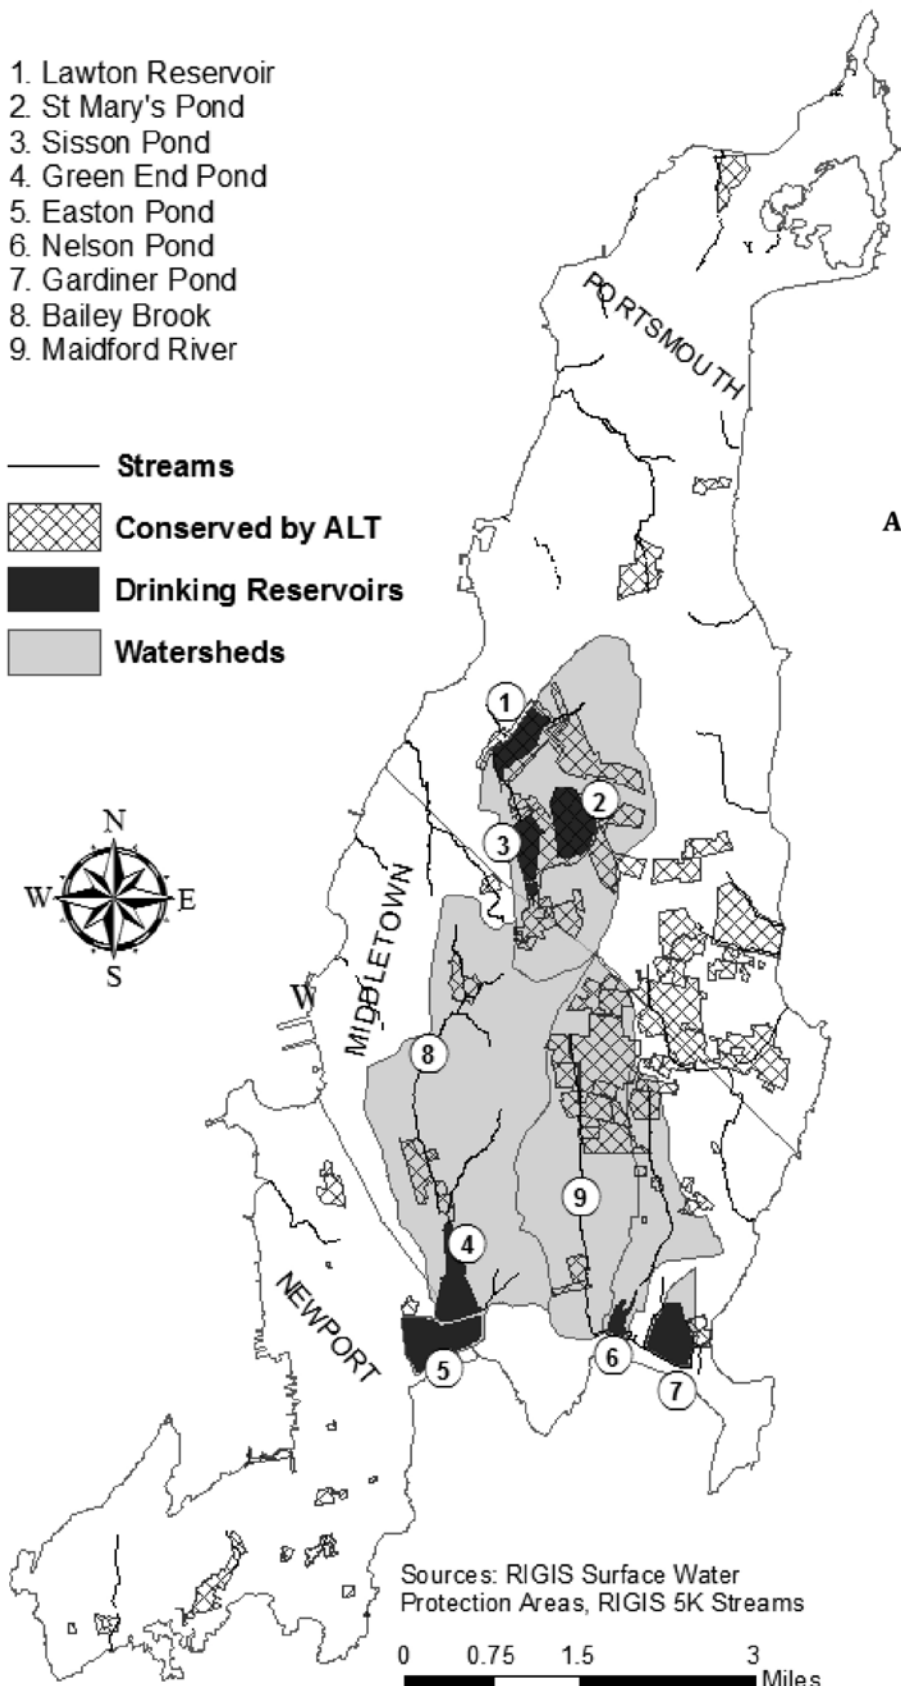 1. Lawton Reservoir
2. St Mary's Pond
3. Sisson Pond
4. Green End Pond
5. Easton Pond
6. Nelson Pond
7. Gardiner Pond
8. Bailey Brook
9. Maidford River
Streams
Conserved by ALT
Drinking Reservoirs
Watersheds
A
PORTSMOUTH
1
2
3
N
W E
S
W
MIDDLETOWN
8
9
4
NEWPORT
5
6
7
Sources: RIGIS Surface Water
Protection Areas, RIGIS 5K Streams
0 0.75 1.5 3
Miles